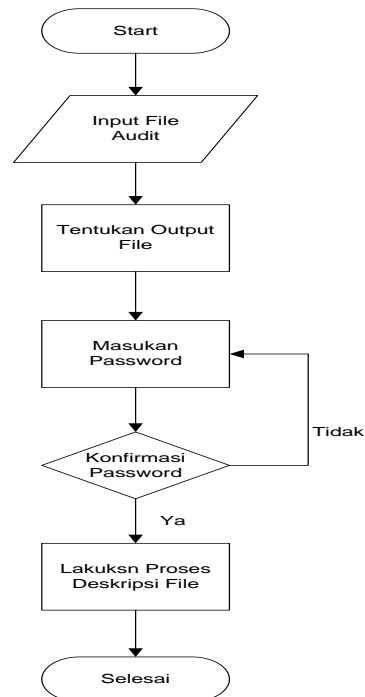 Start
Input File
Audit
Tentukan Output
File
Masukan
Password
Tidak
Konfirmasi
Password
Ya
Lakuksn Proses
Deskripsi File
Selesai